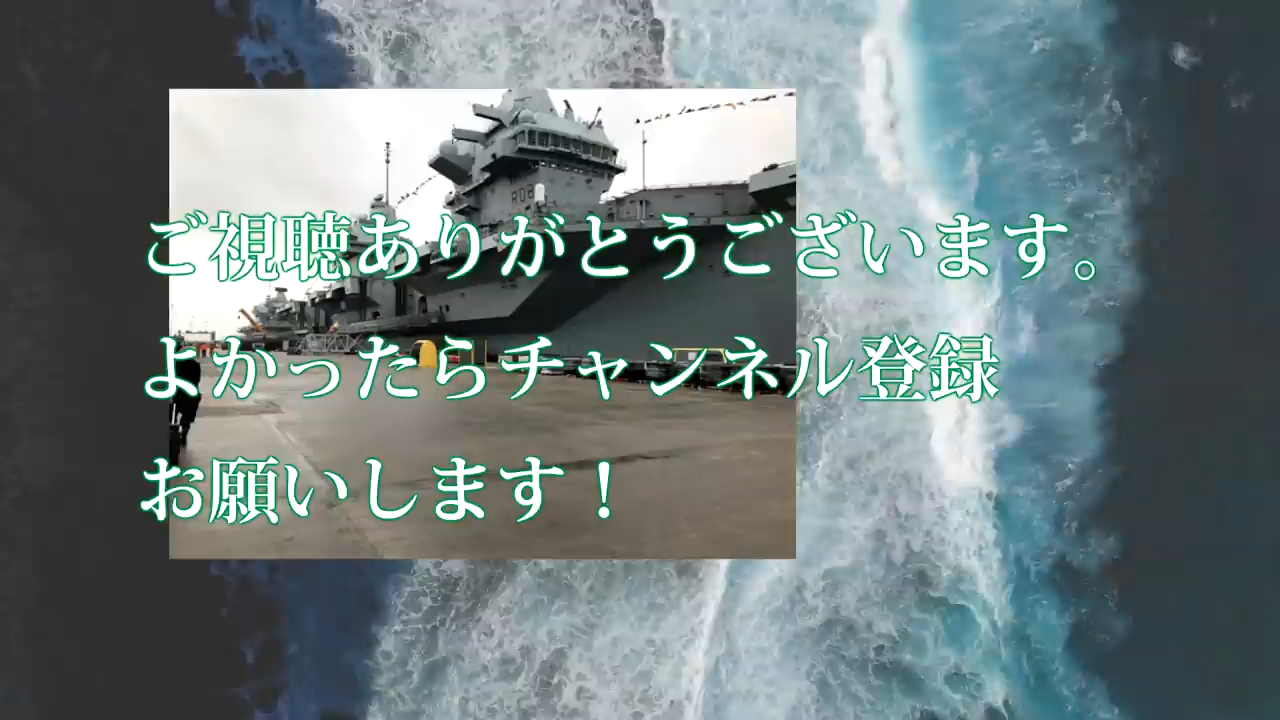 R08
ご視聴ありがとうございます。
よかったらチャンネル登録
お願いします！